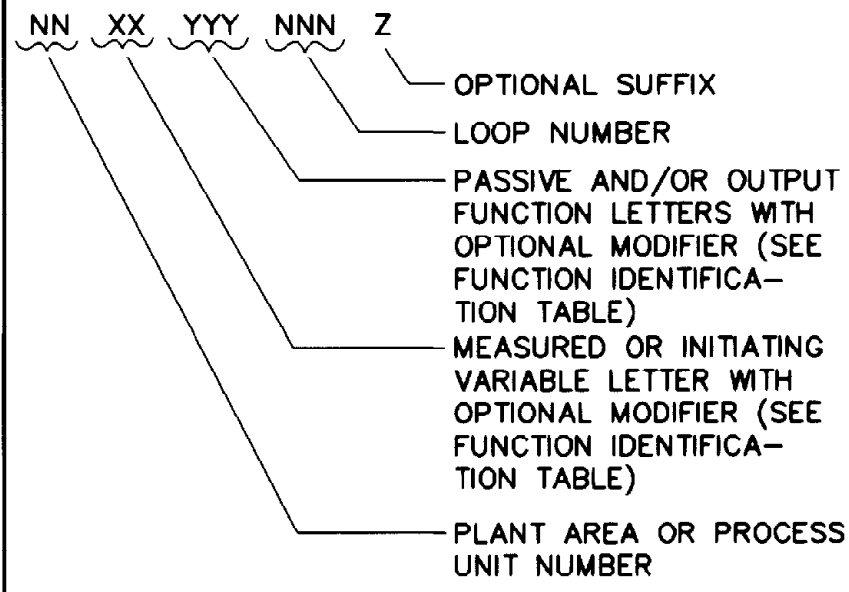 NN XX YYY NNN Z
OPTIONAL SUFFIX
LOOP NUMBER
PASSIVE AND/OR OUTPUT
FUNCTION LETTERS WITH
OPTIONAL MODIFIER (SEE
FUNCTION IDENTIFICA–
TION TABLE)
MEASURED OR INITIATING
VARIABLE LETTER WITH
OPTIONAL MODIFIER (SEE
FUNCTION IDENTIFICA–
TION TABLE)
PLANT AREA OR PROCESS
UNIT NUMBER